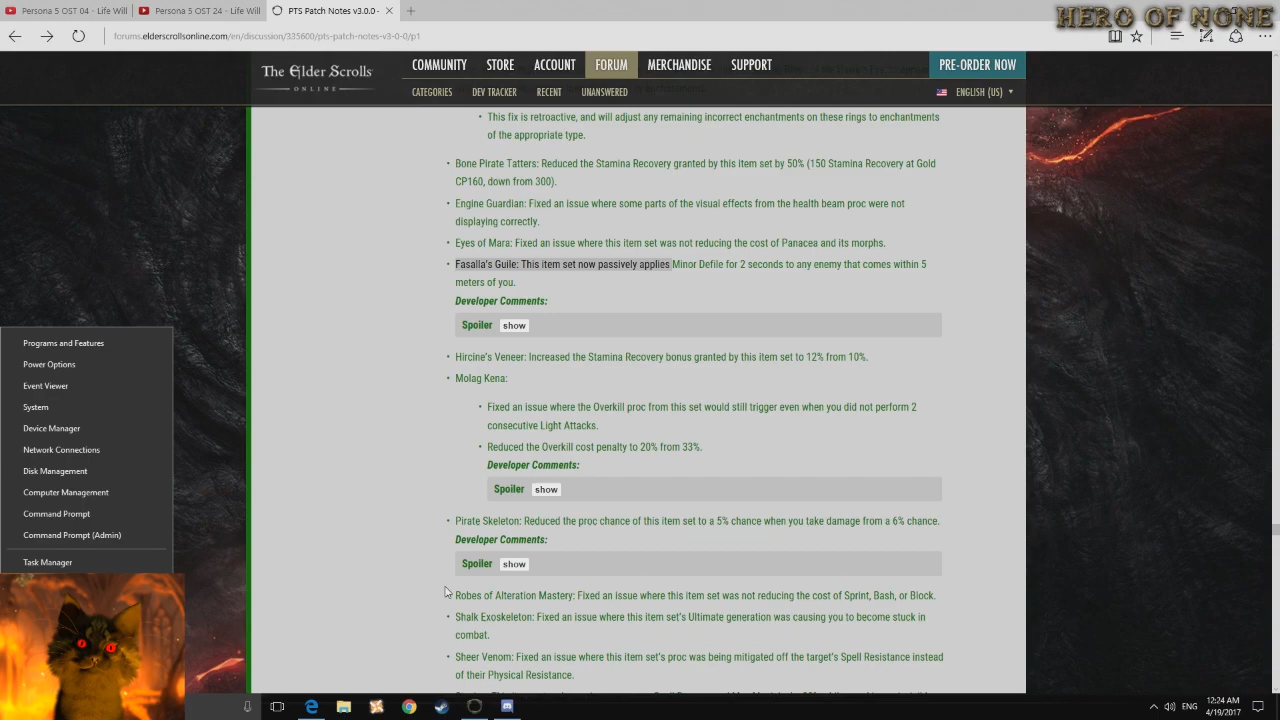 Persona 5 OST 04 - Life Will
Persona 5 OST 24 - Life Will
PTS Patch Notes v3.0.0 -
HERO OF NONE
forums.elderscrollsonline.com/en/discussion/335600/pts-patch-notes-v3-0-0/p1
The Elder Scrolls
ONLINE
COMMUNITY
STORE
ACCOUNT
FORUM
MERCHANDISE
SUPPORT
PRE-ORDER NOW
CATEGORIES
DEV TRACKER
RECENT
UNANSWERED
ENGLISH (US)
• This fix is retroactive, and will adjust any remaining incorrect enchantments on these rings to enchantments
of the appropriate type.
• Bone Pirate Tatters: Reduced the Stamina Recovery granted by this item set by 50% (150 Stamina Recovery at Gold
CP160, down from 300).
• Engine Guardian: Fixed an issue where some parts of the visual effects from the health beam proc were not
displaying correctly.
• Eyes of Mara: Fixed an issue where this item set was not reducing the cost of Panacea and its morphs.
• Fasalla's Guile: This item set now passively applies Minor Defile for 2 seconds to any enemy that comes within 5
meters of you.
Developer Comments:
Spoiler show
• Hircine's Veneer: Increased the Stamina Recovery bonus granted by this item set to 12% from 10%.
• Molag Kena:
• Fixed an issue where the Overkill proc from this set would still trigger even when you did not perform 2
consecutive Light Attacks.
• Reduced the Overkill cost penalty to 20% from 33%.
Developer Comments:
Spoiler show
• Pirate Skeleton: Reduced the proc chance of this item set to a 5% chance when you take damage from a 6% chance.
Developer Comments:
Spoiler show
• Robes of Alteration Mastery: Fixed an issue where this item set was not reducing the cost of Sprint, Bash, or Block.
• Shalk Exoskeleton: Fixed an issue where this item set's Ultimate generation was causing you to become stuck in
combat.
• Sheer Venom: Fixed an issue where this item set's proc was being mitigated off the target's Spell Resistance instead
of their Physical Resistance.
Programs and Features
Power Options
Event Viewer
System
Device Manager
Network Connections
Disk Management
Computer Management
Command Prompt
Command Prompt (Admin)
Task Manager
ENG
12:24 AM
4/19/2017